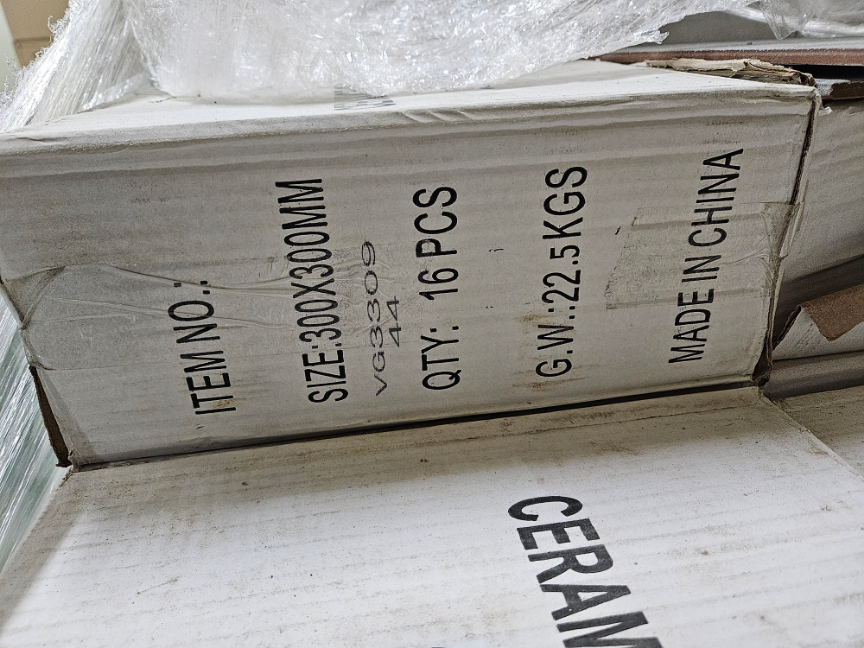 ITEM NO.:
SIZE:300X300MM
VG3309
44
QTY: 16 PCS
G.W.:22.5KGS
MADE IN CHINA
CERAM